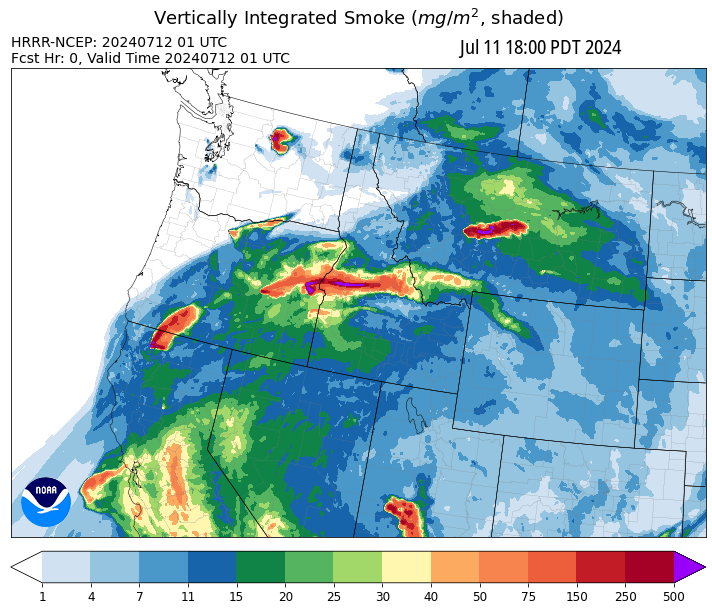 Vertically Integrated Smoke (mg/m², shaded)
HRRR-NCEP: 20240712 01 UTC
Jul 11 18:00 PDT 2024
Fcst Hr: 0, Valid Time 20240712 01 UTC
NOAA
1 4 7 11 15 20 25 30 40 50 75 150 250 500